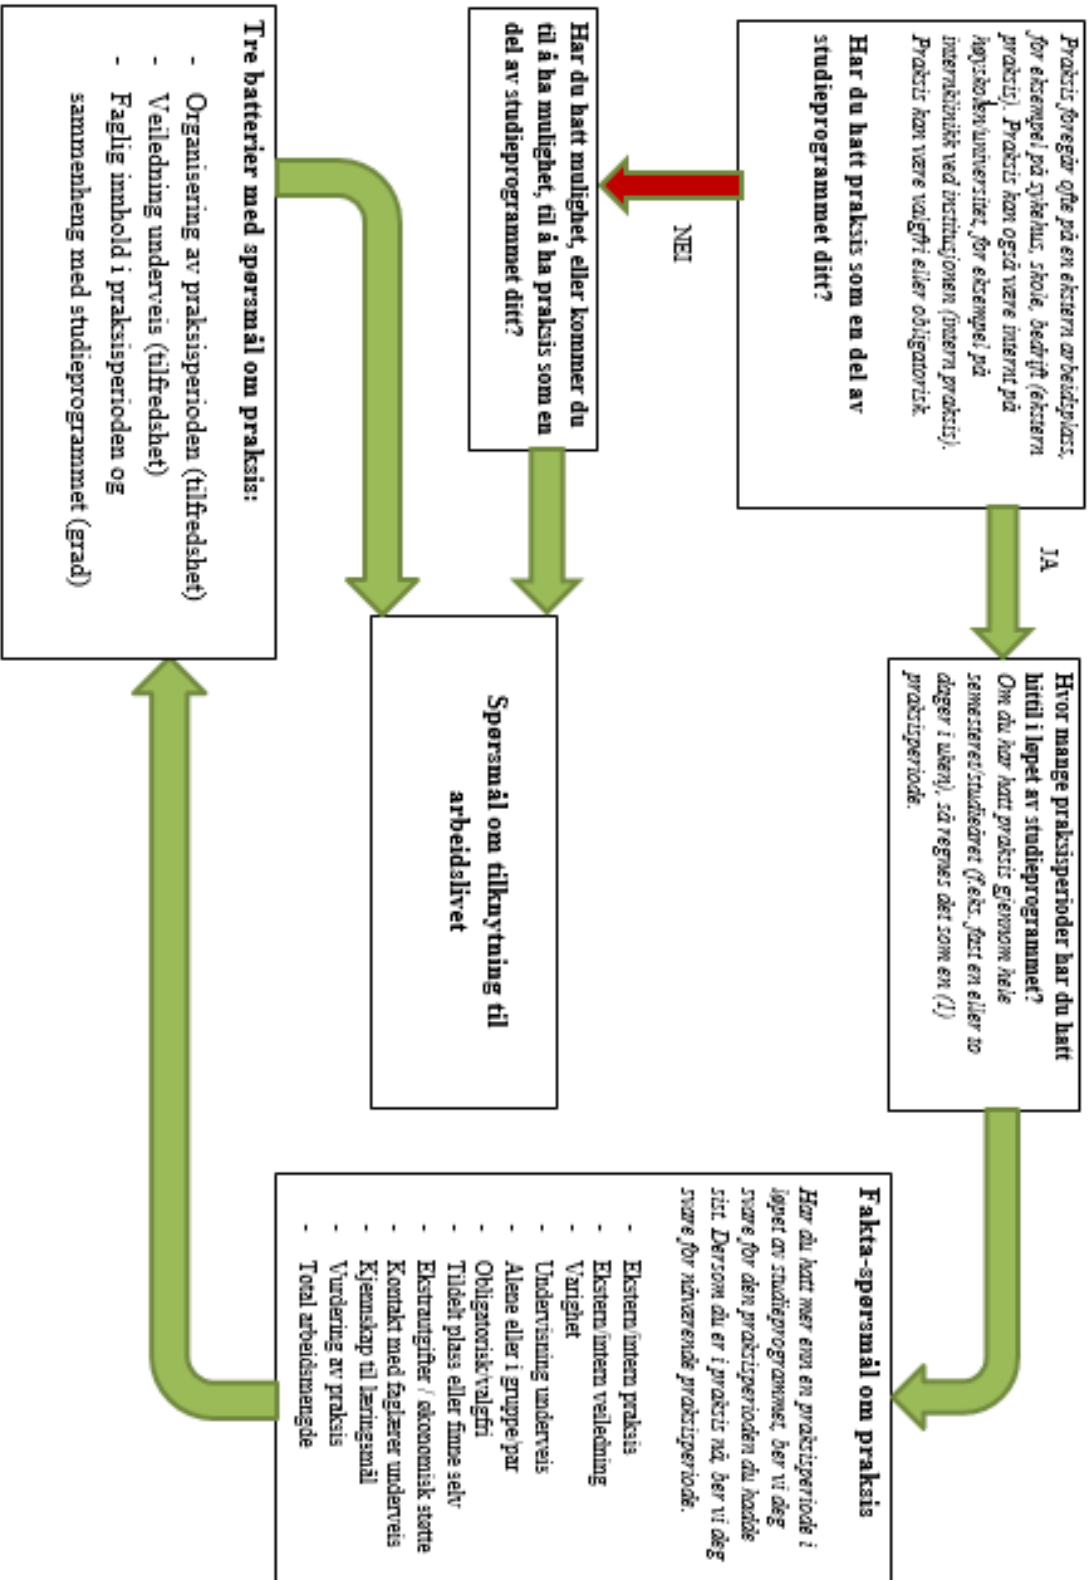 Praksis foregår ofte på en ekstern arbeidsplass,
for eksempel på sykehus, skole, bedrift (ekstern
praksis). Praksis kan også være internt på
høyskolen/universitet, for eksempel på
internklinikk ved institusjonen (intern praksis).
Praksis kan være valgfri eller obligatorisk.
Har du hatt praksis som en del av
studieprogrammet ditt?
JA
Hvor mange praksisperioder har du hatt
hittil i løpet av studieprogrammet?
Om du har hatt praksis gjennom hele
semesteret/studieåret (f.eks. fast en eller to
dager i uken), så regnes det som en (1)
praksisperiode.
Fakta-spørsmål om praksis
Har du hatt mer enn en praksisperiode i
løpet av studieprogrammet, ber vi deg
svare for den praksisperioden du hadde
sist. Dersom du er i praksis nå, ber vi deg
svare for nåværende praksisperiode.
- Ekstern/intern praksis
- Ekstern/intern veiledning
- Varighet
- Undervisning underveis
- Alene eller i gruppe/par
- Obligatorisk/valgfri
- Tildelt plass eller finne selv
- Ekstrautgifter / økonomisk støtte
- Kontakt med faglærer underveis
- Kjennskap til læringsmål
- Vurdering av praksis
- Total arbeidsmengde
NEI
Har du hatt mulighet, eller kommer du
til å ha mulighet, til å ha praksis som en
del av studieprogrammet ditt?
Spørsmål om tilknytning til
arbeidslivet
Tre batterier med spørsmål om praksis:
- Organisering av praksisperioden (tilfredshet)
- Veiledning underveis (tilfredshet)
- Faglig innhold i praksisperioden og
sammenheng med studieprogrammet (grad)